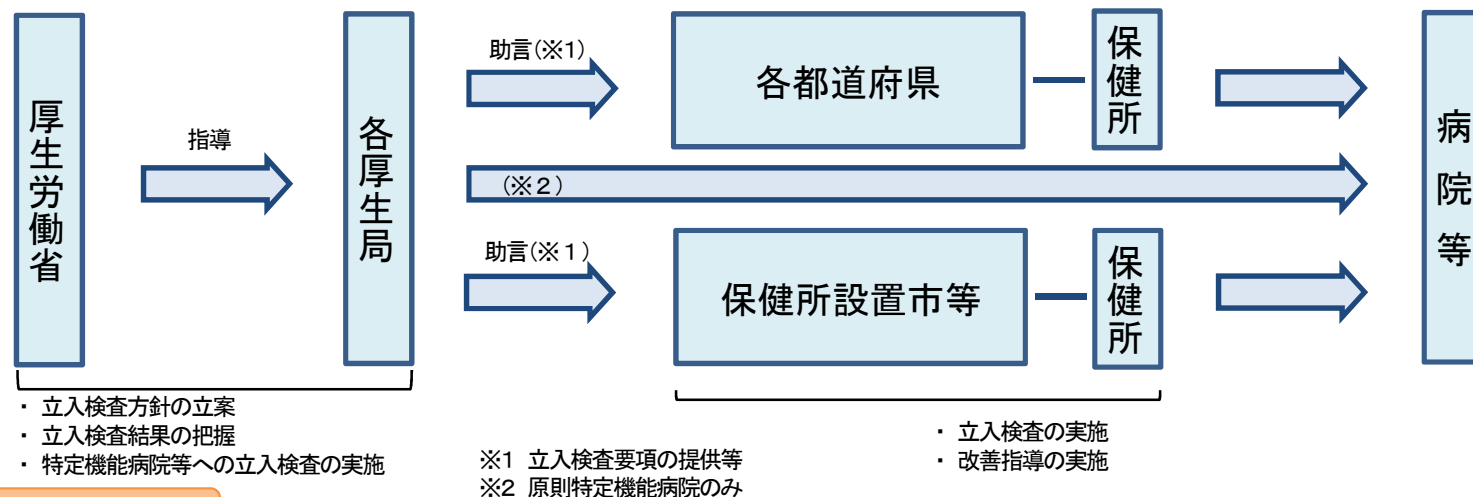 厚生労働省
指導
各厚生局
助言(※1)
各都道府県
保健所
(※2)
助言(※1)
保健所設置市等
保健所
病院等
・ 立入検査方針の立案
・ 立入検査結果の把握
・ 特定機能病院等への立入検査の実施
※1 立入検査要項の提供等
※2 原則特定機能病院のみ
・ 立入検査の実施
・ 改善指導の実施